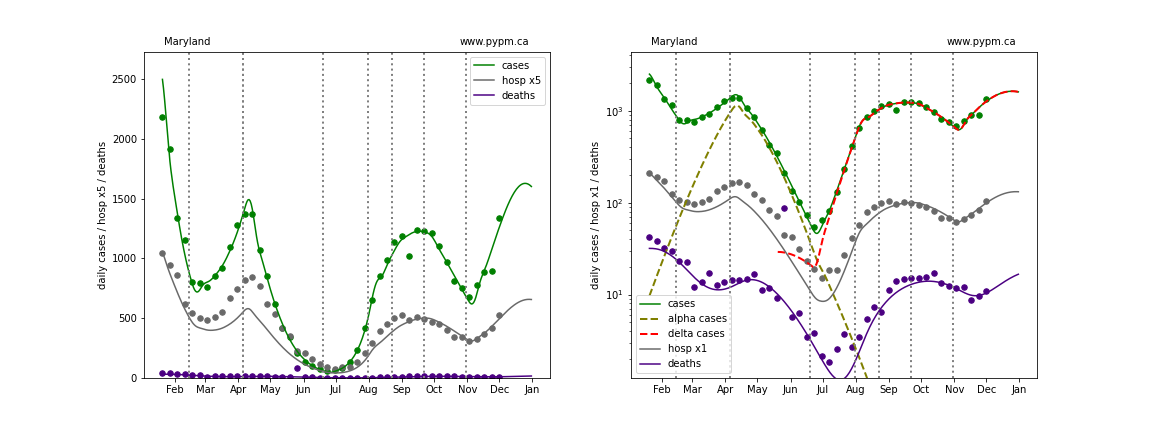 Maryland www.pypm.ca
daily cases / hosp x5 / deaths
2500
2000
1500
1000
500
0
cases
hosp x5
deaths
Feb Mar Apr May Jun Jul Aug Sep Oct Nov Dec Jan
Maryland www.pypm.ca
daily cases / hosp x1 / deaths
10³
10²
10¹
cases
alpha cases
delta cases
hosp x1
deaths
Feb Mar Apr May Jun Jul Aug Sep Oct Nov Dec Jan